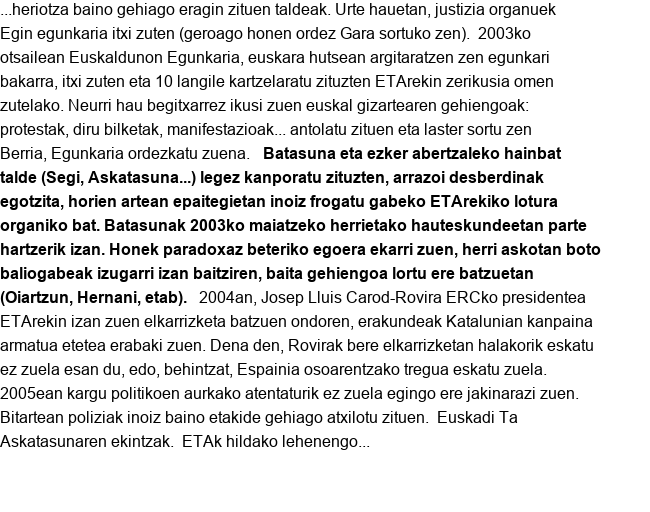 ...heriotza baino gehiago eragin zituen taldeak. Urte hauetan, justizia organuek
Egin egunkaria itxi zuten (geroago honen ordez Gara sortuko zen).  2003ko
otsailean Euskaldunon Egunkaria, euskara hutsean argitaratzen zen egunkari
bakarra, itxi zuten eta 10 langile kartzelaratu zituzten ETArekin zerikusia omen
zutelako. Neurri hau begitxarrez ikusi zuen euskal gizartearen gehiengoak:
protestak, diru bilketak, manifestazioak... antolatu zituen eta laster sortu zen
Berria, Egunkaria ordezkatu zuena.   Batasuna eta ezker abertzaleko hainbat
talde (Segi, Askatasuna...) legez kanporatu zituzten, arrazoi desberdinak
egotzita, horien artean epaitegietan inoiz frogatu gabeko ETArekiko lotura
organiko bat. Batasunak 2003ko maiatzeko herrietako hauteskundeetan parte
hartzerik izan. Honek paradoxaz beteriko egoera ekarri zuen, herri askotan boto
baliogabeak izugarri izan baitziren, baita gehiengoa lortu ere batzuetan
(Oiartzun, Hernani, etab).   2004an, Josep Lluis Carod-Rovira ERCko presidentea
ETArekin izan zuen elkarrizketa batzuen ondoren, erakundeak Katalunian kanpaina
armatua etetea erabaki zuen. Dena den, Rovirak bere elkarrizketan halakorik eskatu
ez zuela esan du, edo, behintzat, Espainia osoarentzako tregua eskatu zuela.
2005ean kargu politikoen aurkako atentaturik ez zuela egingo ere jakinarazi zuen.
Bitartean poliziak inoiz baino etakide gehiago atxilotu zituen.  Euskadi Ta
Askatasunaren ekintzak.  ETAk hildako lehenengo...